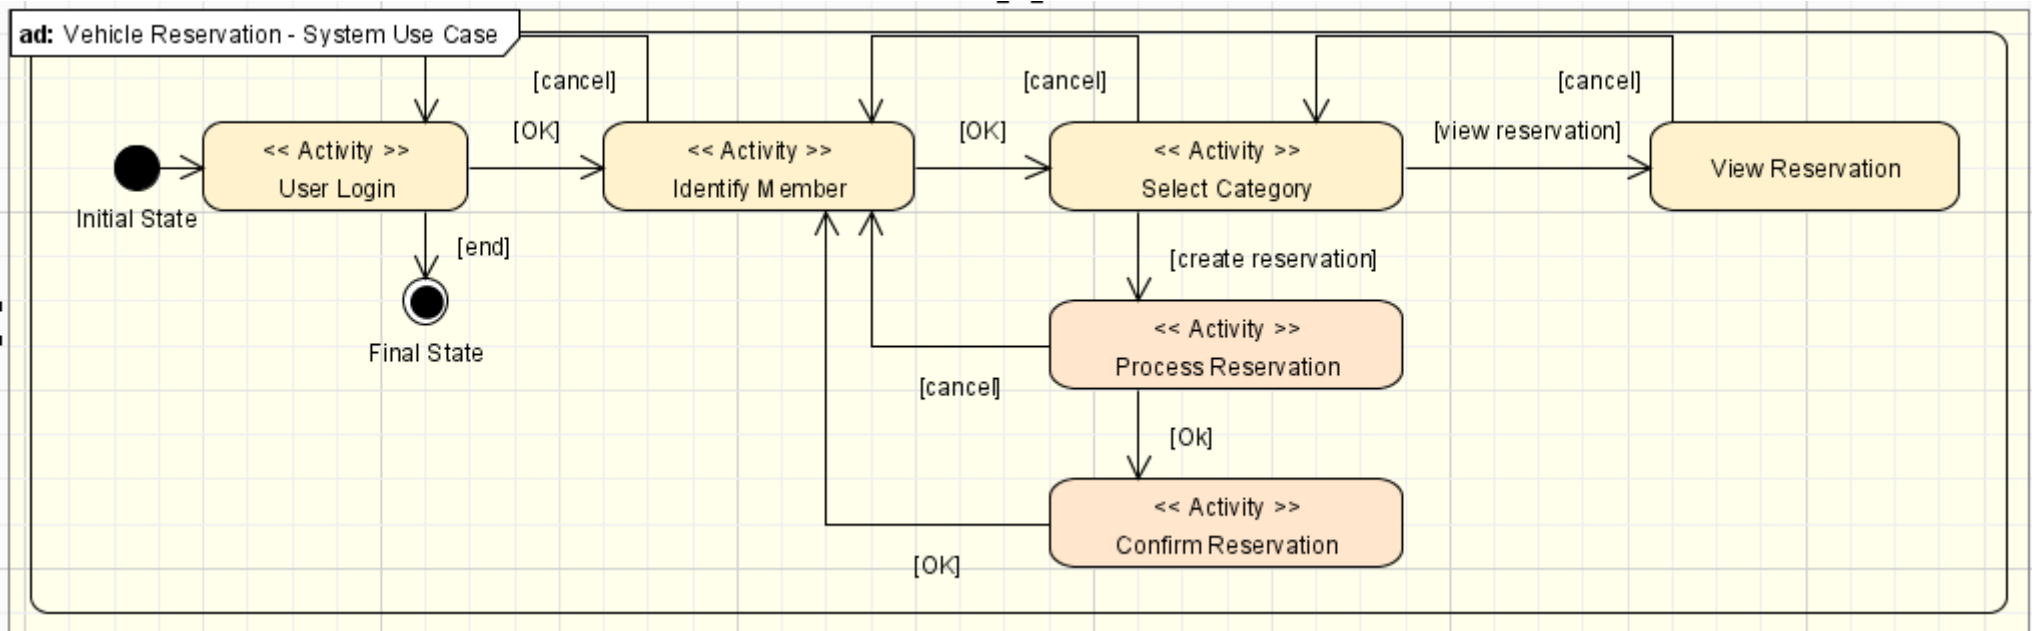 ad: Vehicle Reservation - System Use Case
[cancel]
[cancel]
[cancel]
[OK]
[OK]
[view reservation]
<< Activity >>
User Login
<< Activity >>
Identify Member
<< Activity >>
Select Category
View Reservation
Initial State
[end]
[create reservation]
Final State
<< Activity >>
Process Reservation
[cancel]
[Ok]
<< Activity >>
Confirm Reservation
[OK]